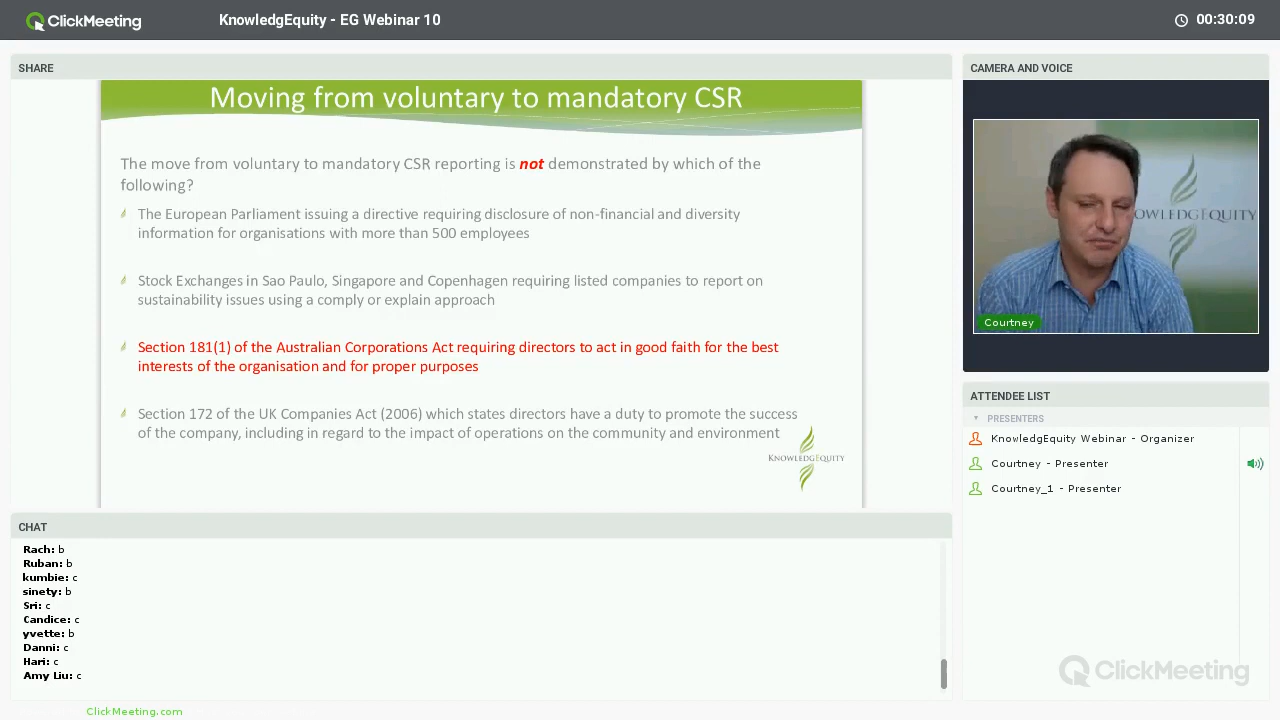 ClickMeeting
KnowledgEquity - EG Webinar 10
00:30:09
SHARE
Moving from voluntary to mandatory CSR
The move from voluntary to mandatory CSR reporting is not demonstrated by which of the
following?
The European Parliament issuing a directive requiring disclosure of non-financial and diversity
information for organisations with more than 500 employees
Stock Exchanges in Sao Paulo, Singapore and Copenhagen requiring listed companies to report on
sustainability issues using a comply or explain approach
Section 181(1) of the Australian Corporations Act requiring directors to act in good faith for the best
interests of the organisation and for proper purposes
Section 172 of the UK Companies Act (2006) which states directors have a duty to promote the success
of the company, including in regard to the impact of operations on the community and environment
KNOWLEDGEQUITY
CHAT
Rach: b
Ruban: b
kumbie: c
sinety: b
Sri: c
Candice: c
yvette: b
Danni: c
Hari: c
Amy Liu: c
ClickMeeting.com
CAMERA AND VOICE
OWLEDGEQUITY
Courtney
ATTENDEE LIST
PRESENTERS
KnowledgEquity Webinar - Organizer
Courtney - Presenter
Courtney_1 - Presenter
ClickMeeting